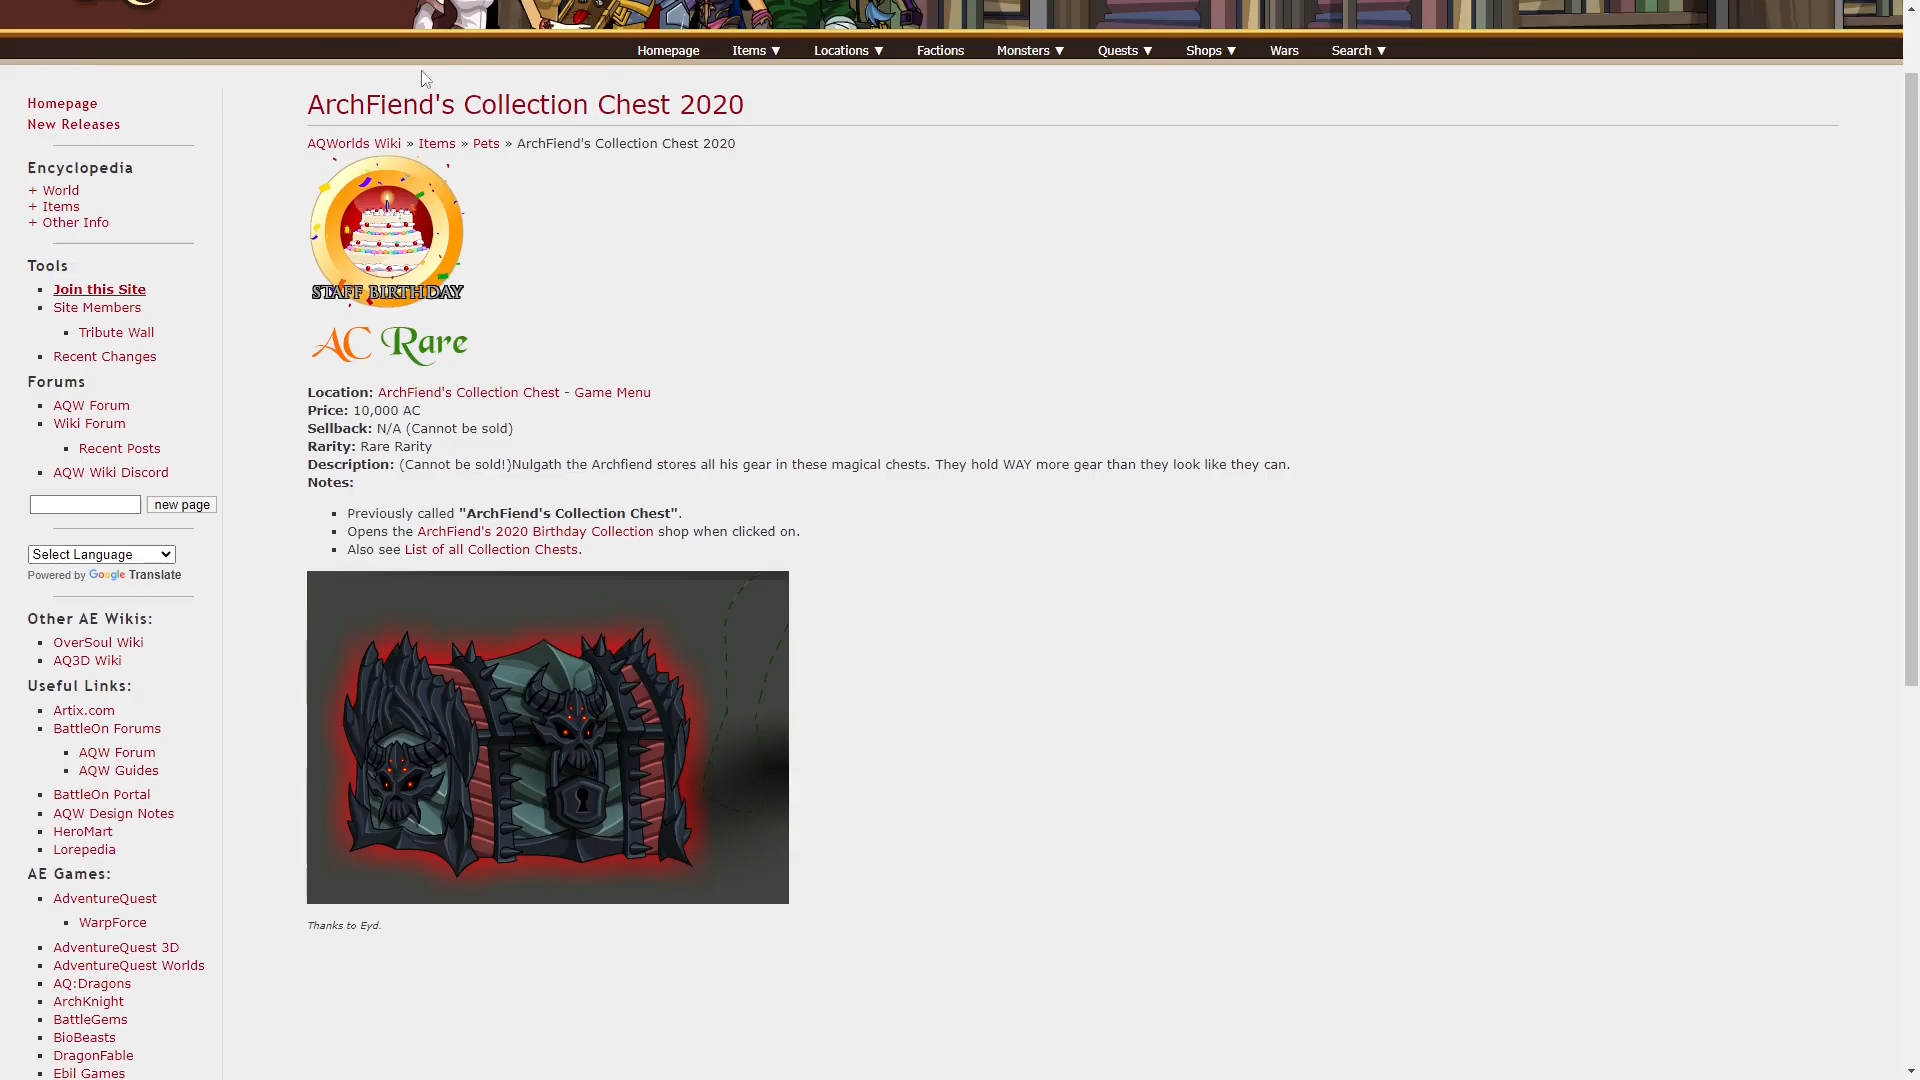 Homepage
Items ▼
Locations ▼
Factions
Monsters ▼
Quests ▼
Shops ▼
Wars
Search ▼
Homepage
New Releases
Encyclopedia
+ World
+ Items
+ Other Info
Tools
Join this Site
Site Members
Tribute Wall
Recent Changes
Forums
AQW Forum
Wiki Forum
Recent Posts
AQW Wiki Discord
new page
Select Language
Powered by Google Translate
Other AE Wikis:
OverSoul Wiki
AQ3D Wiki
Useful Links:
Artix.com
BattleOn Forums
AQW Forum
AQW Guides
BattleOn Portal
AQW Design Notes
HeroMart
Lorepedia
AE Games:
AdventureQuest
WarpForce
AdventureQuest 3D
AdventureQuest Worlds
AQ:Dragons
ArchKnight
BattleGems
BioBeasts
DragonFable
Ebil Games
ArchFiend's Collection Chest 2020
AQWorlds Wiki » Items » Pets » ArchFiend's Collection Chest 2020
STAFF BIRTHDAY
AC Rare
Location: ArchFiend's Collection Chest - Game Menu
Price: 10,000 AC
Sellback: N/A (Cannot be sold)
Rarity: Rare Rarity
Description: (Cannot be sold!)Nulgath the Archfiend stores all his gear in these magical chests. They hold WAY more gear than they look like they can.
Notes:
Previously called "ArchFiend's Collection Chest".
Opens the ArchFiend's 2020 Birthday Collection shop when clicked on.
Also see List of all Collection Chests.
Thanks to Eyd.